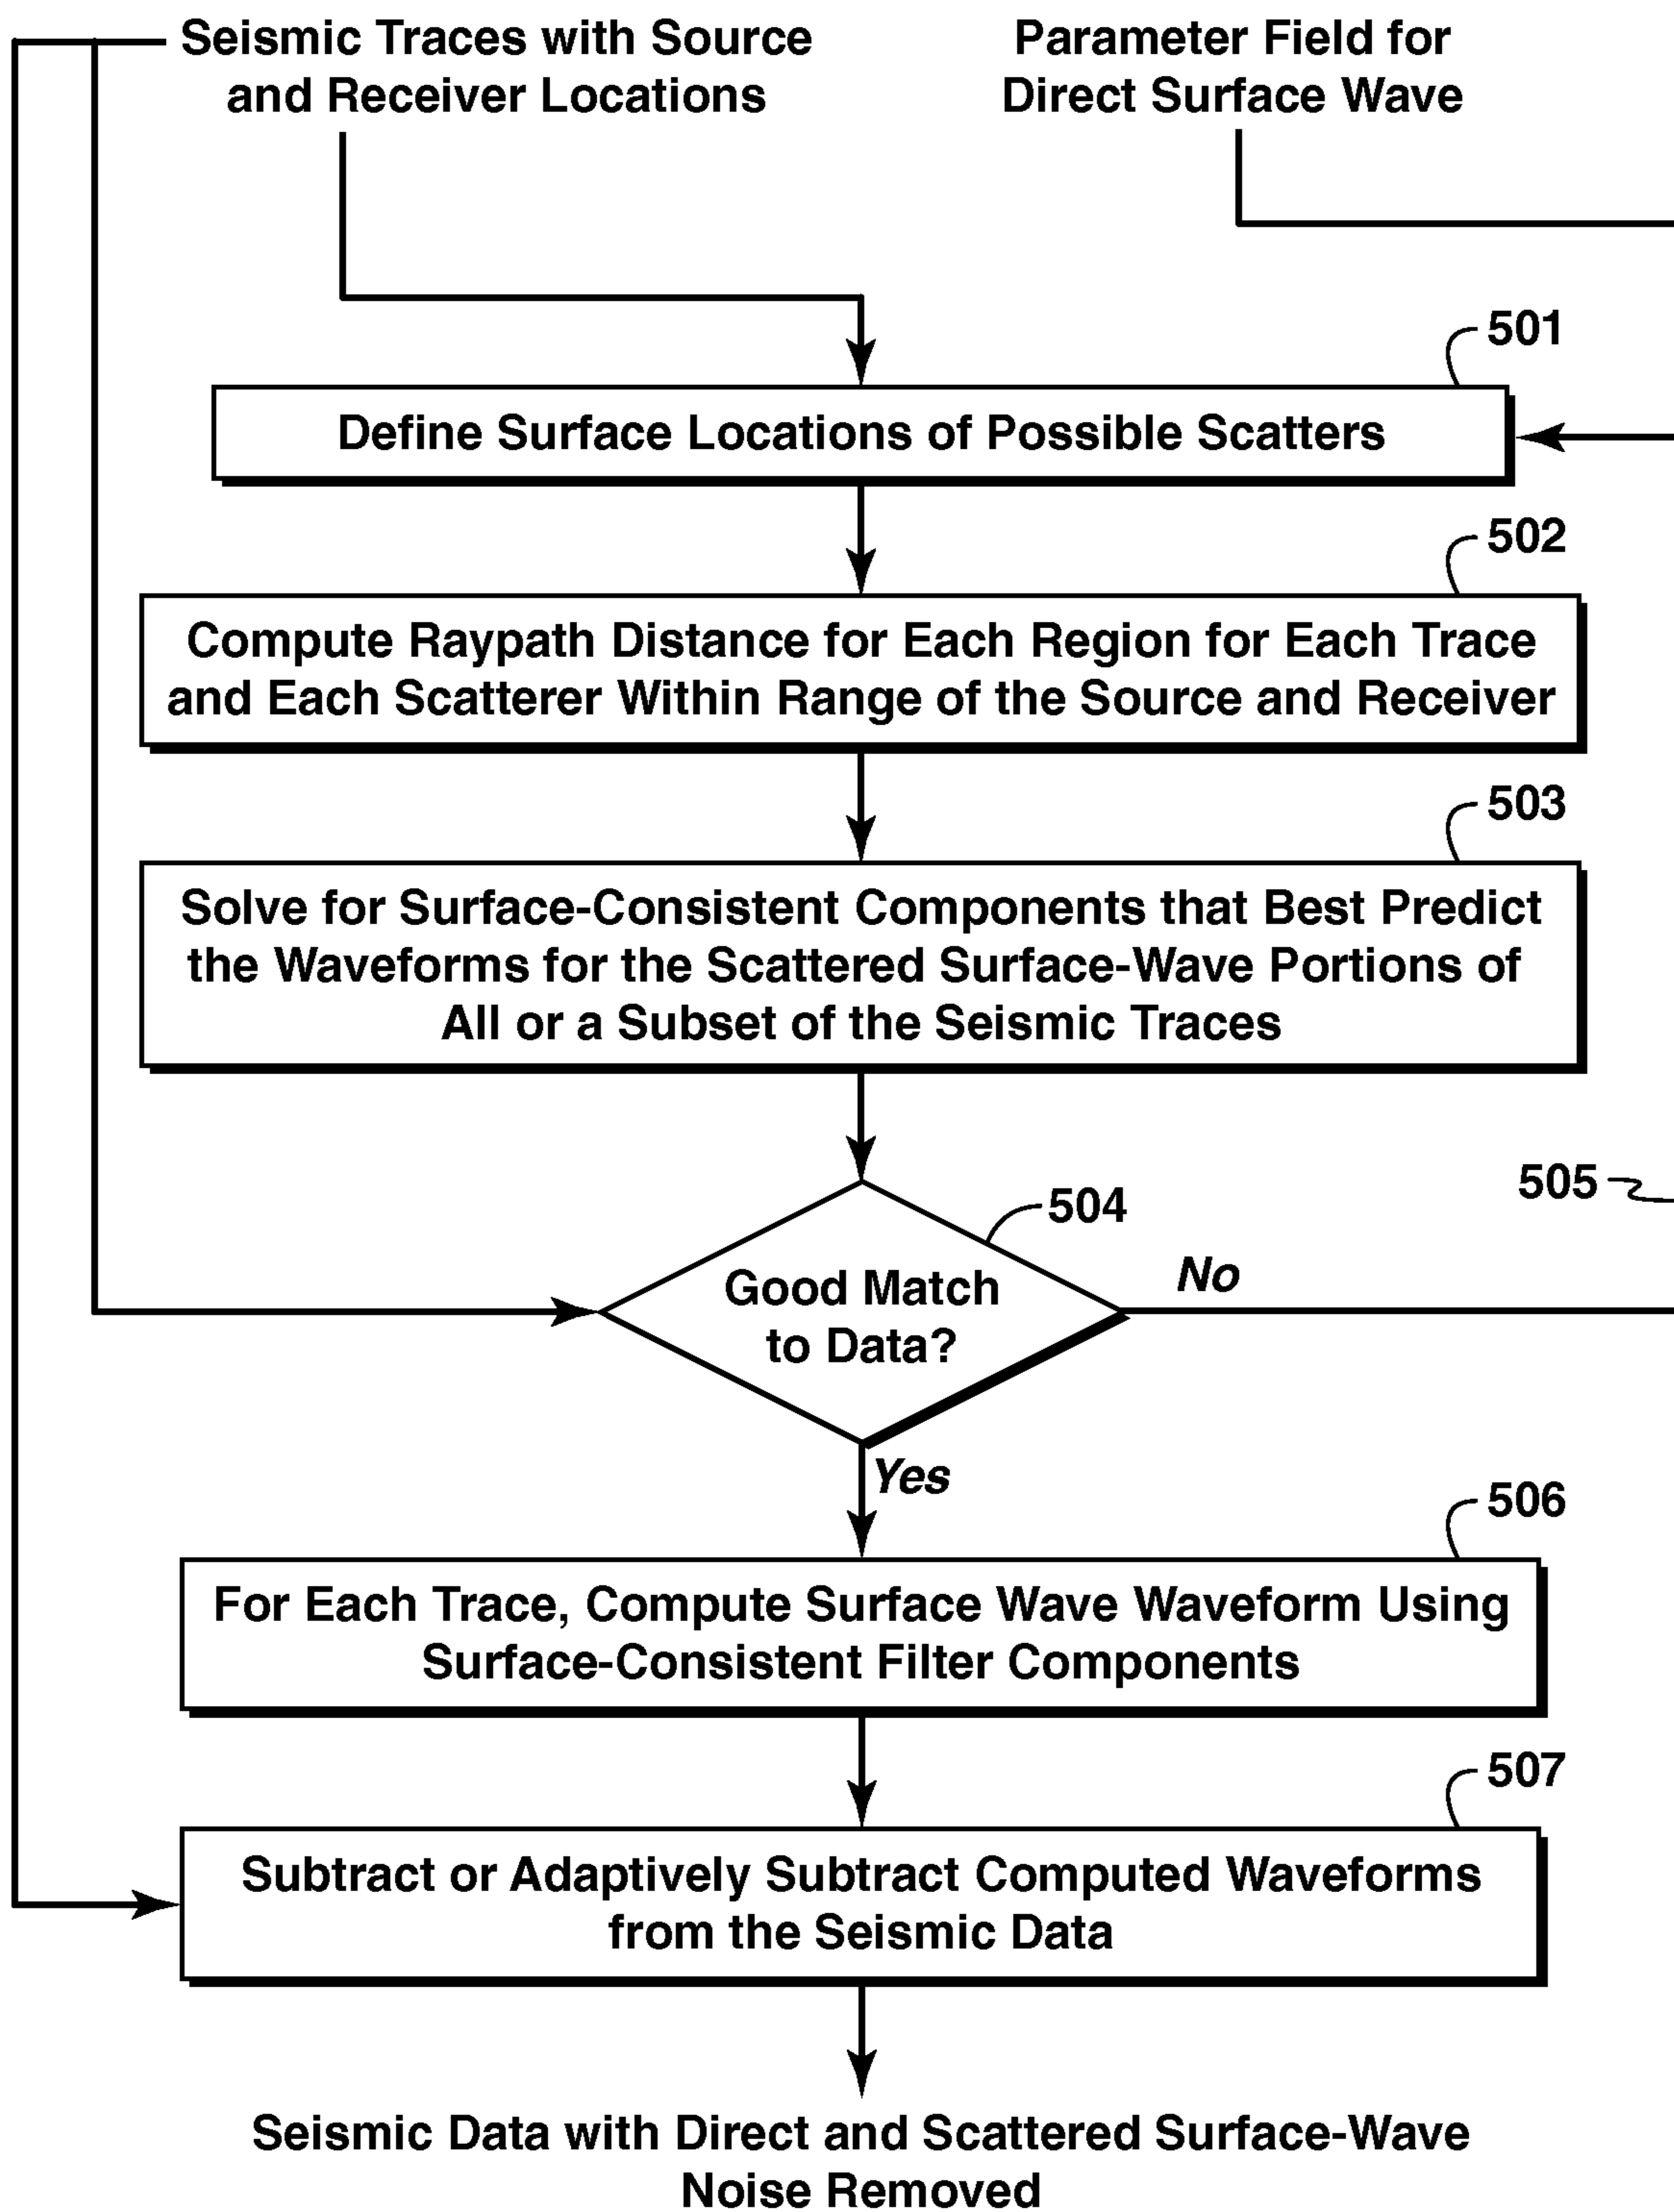 Seismic Traces with Source
and Receiver Locations
Parameter Field for
Direct Surface Wave
501
Define Surface Locations of Possible Scatters
502
Compute Raypath Distance for Each Region for Each Trace
and Each Scatterer Within Range of the Source and Receiver
503
Solve for Surface-Consistent Components that Best Predict
the Waveforms for the Scattered Surface-Wave Portions of
All or a Subset of the Seismic Traces
505
504
Good Match
to Data?
No
Yes
506
For Each Trace, Compute Surface Wave Waveform Using
Surface-Consistent Filter Components
507
Subtract or Adaptively Subtract Computed Waveforms
from the Seismic Data
Seismic Data with Direct and Scattered Surface-Wave
Noise Removed